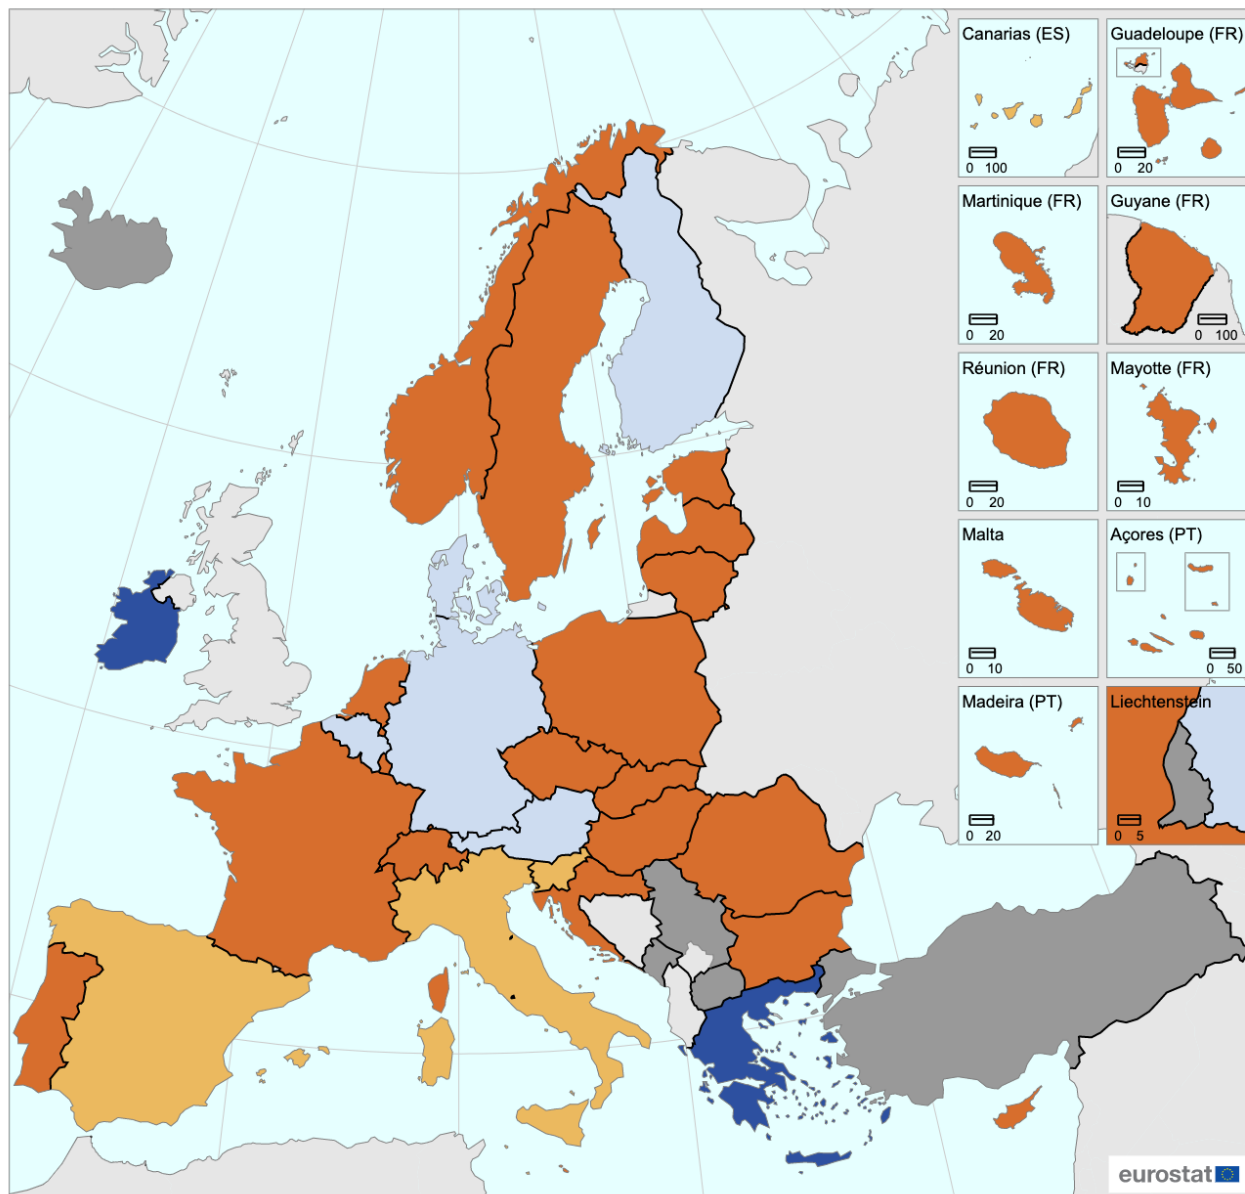 Canarias (ES)
0 100
Guadeloupe (FR)
0 20
Martinique (FR)
0 20
Guyane (FR)
0 100
Réunion (FR)
0 20
Mayotte (FR)
0 10
Malta
0 10
Açores (PT)
0 50
Madeira (PT)
0 20
Liechtenstein
0 5
eurostat